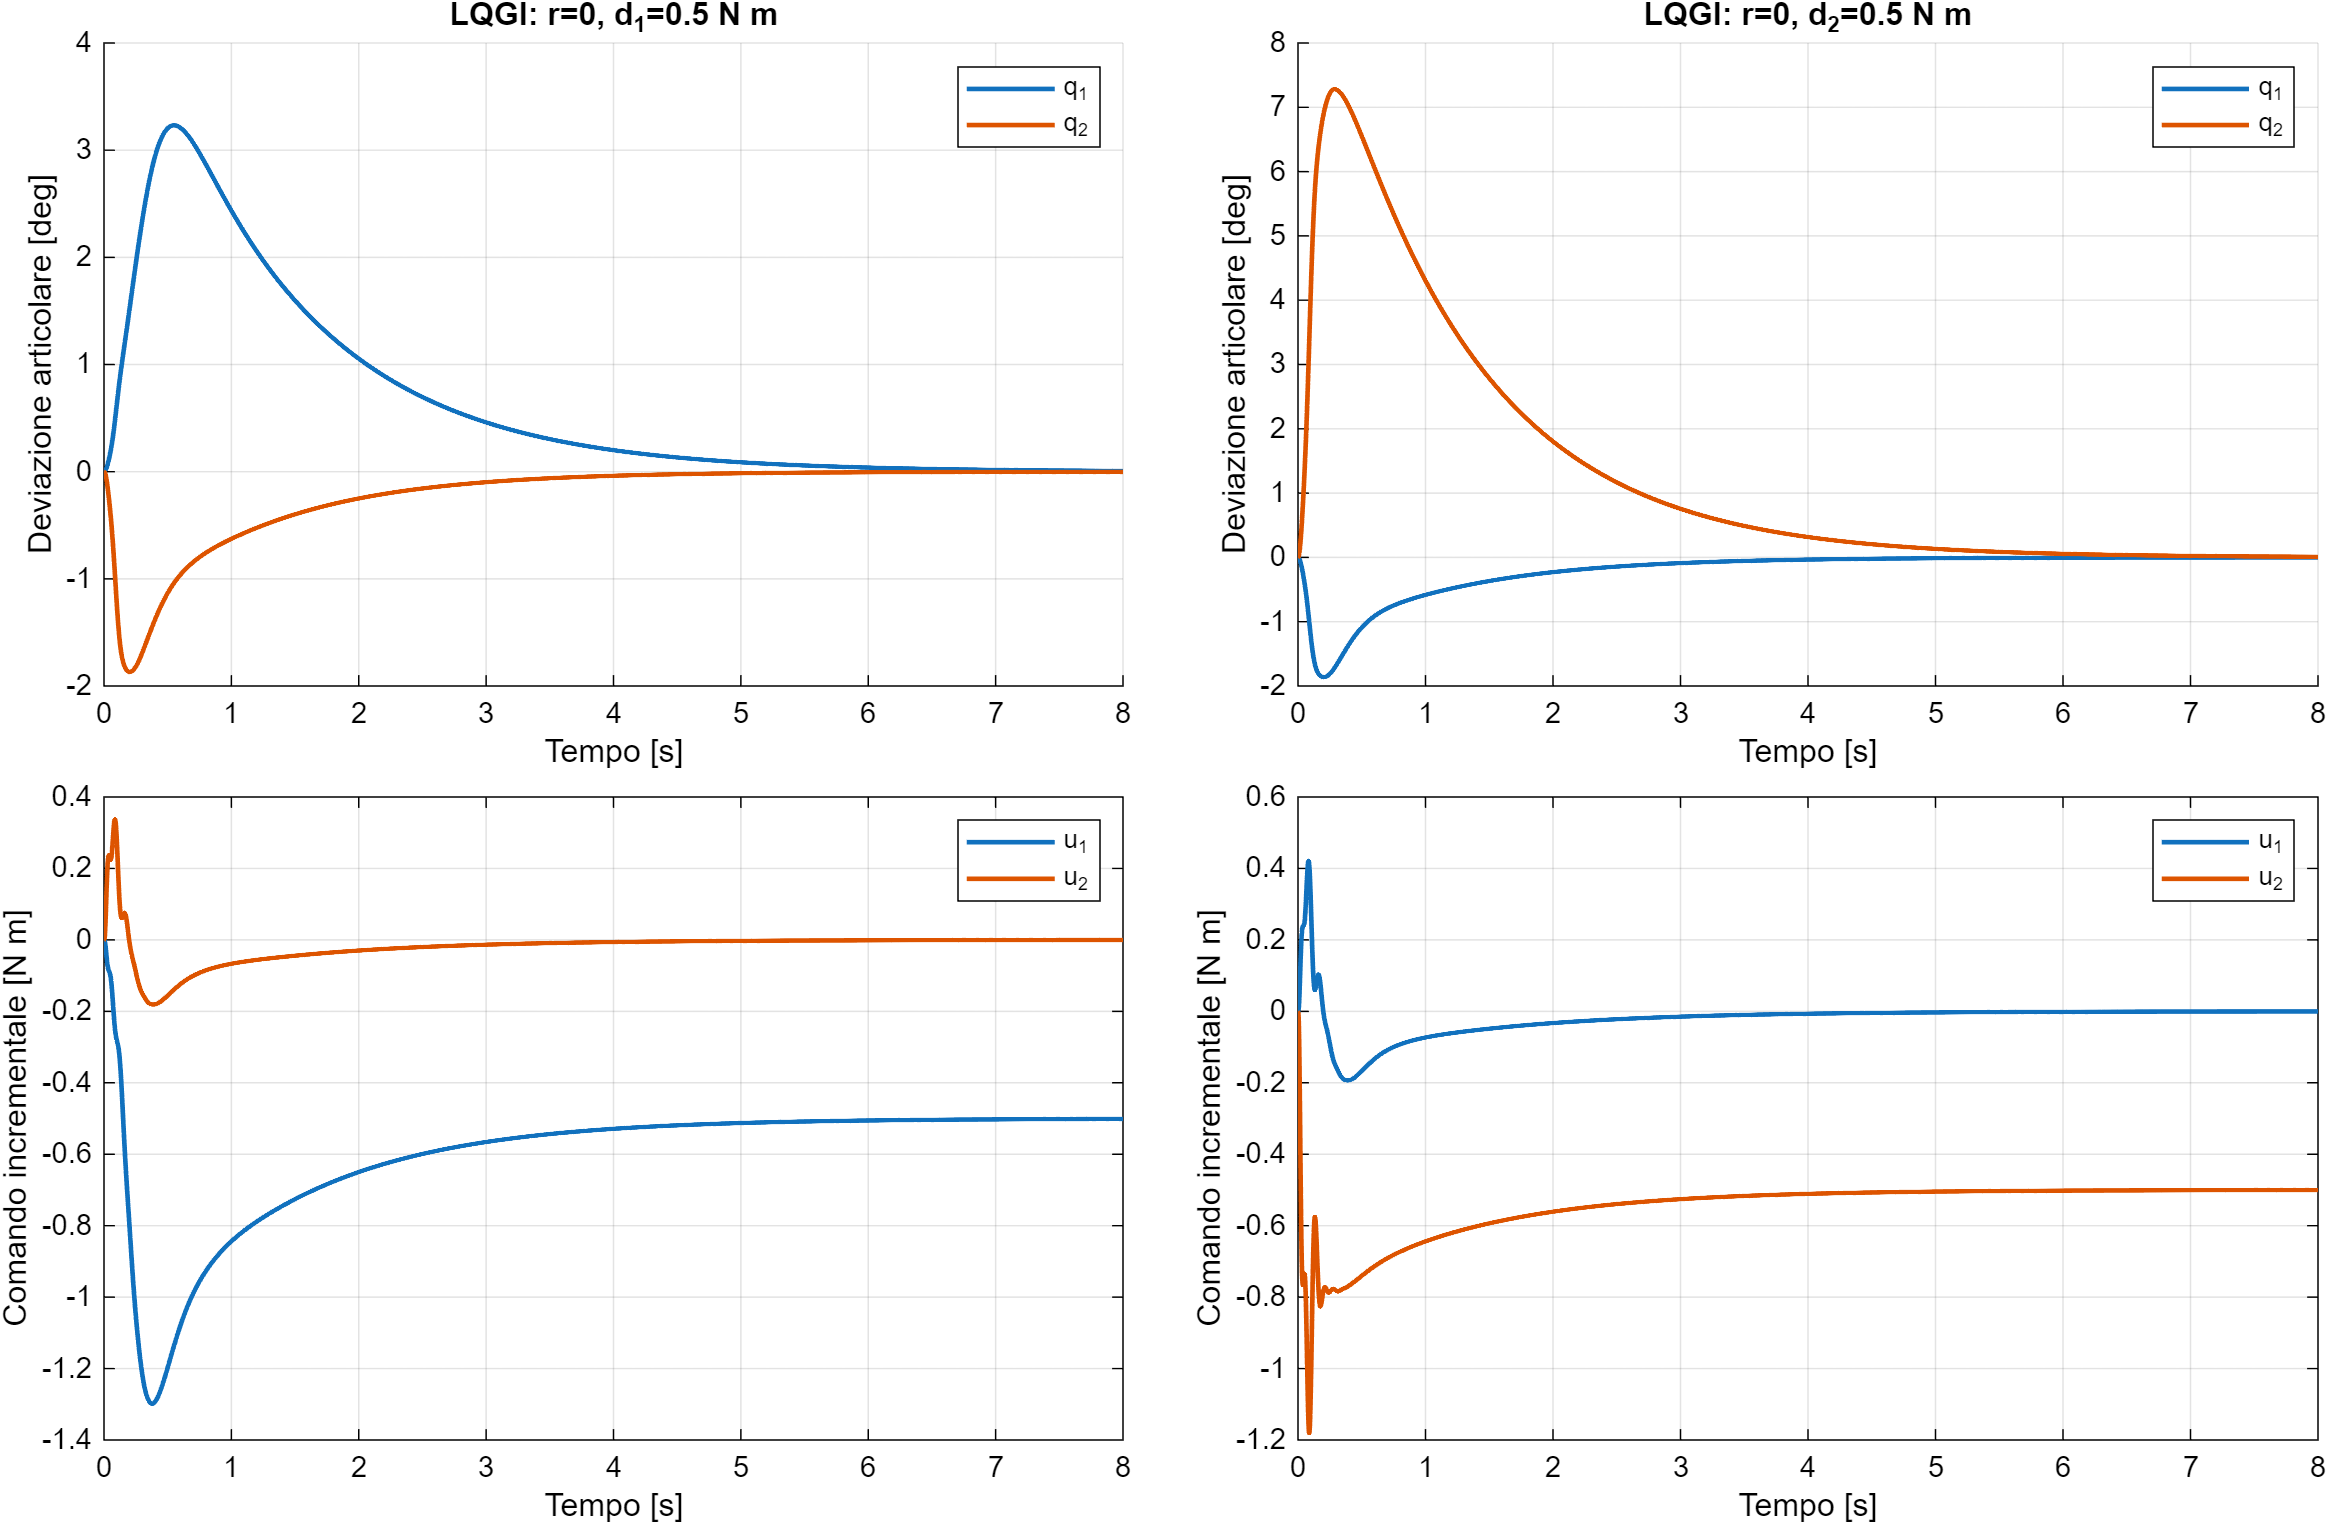 LQGI: r=0, d₁=0.5 N m
Deviazione articolare [deg]
4
3
2
1
0
-1
-2
q₁
q₂
0 1 2 3 4 5 6 7 8
Tempo [s]
LQGI: r=0, d₂=0.5 N m
Deviazione articolare [deg]
8
7
6
5
4
3
2
1
0
-1
-2
q₁
q₂
0 1 2 3 4 5 6 7 8
Tempo [s]
Comando incrementale [N m]
0.4
0.2
0
-0.2
-0.4
-0.6
-0.8
-1
-1.2
-1.4
u₁
u₂
0 1 2 3 4 5 6 7 8
Tempo [s]
Comando incrementale [N m]
0.6
0.4
0.2
0
-0.2
-0.4
-0.6
-0.8
-1
-1.2
u₁
u₂
0 1 2 3 4 5 6 7 8
Tempo [s]